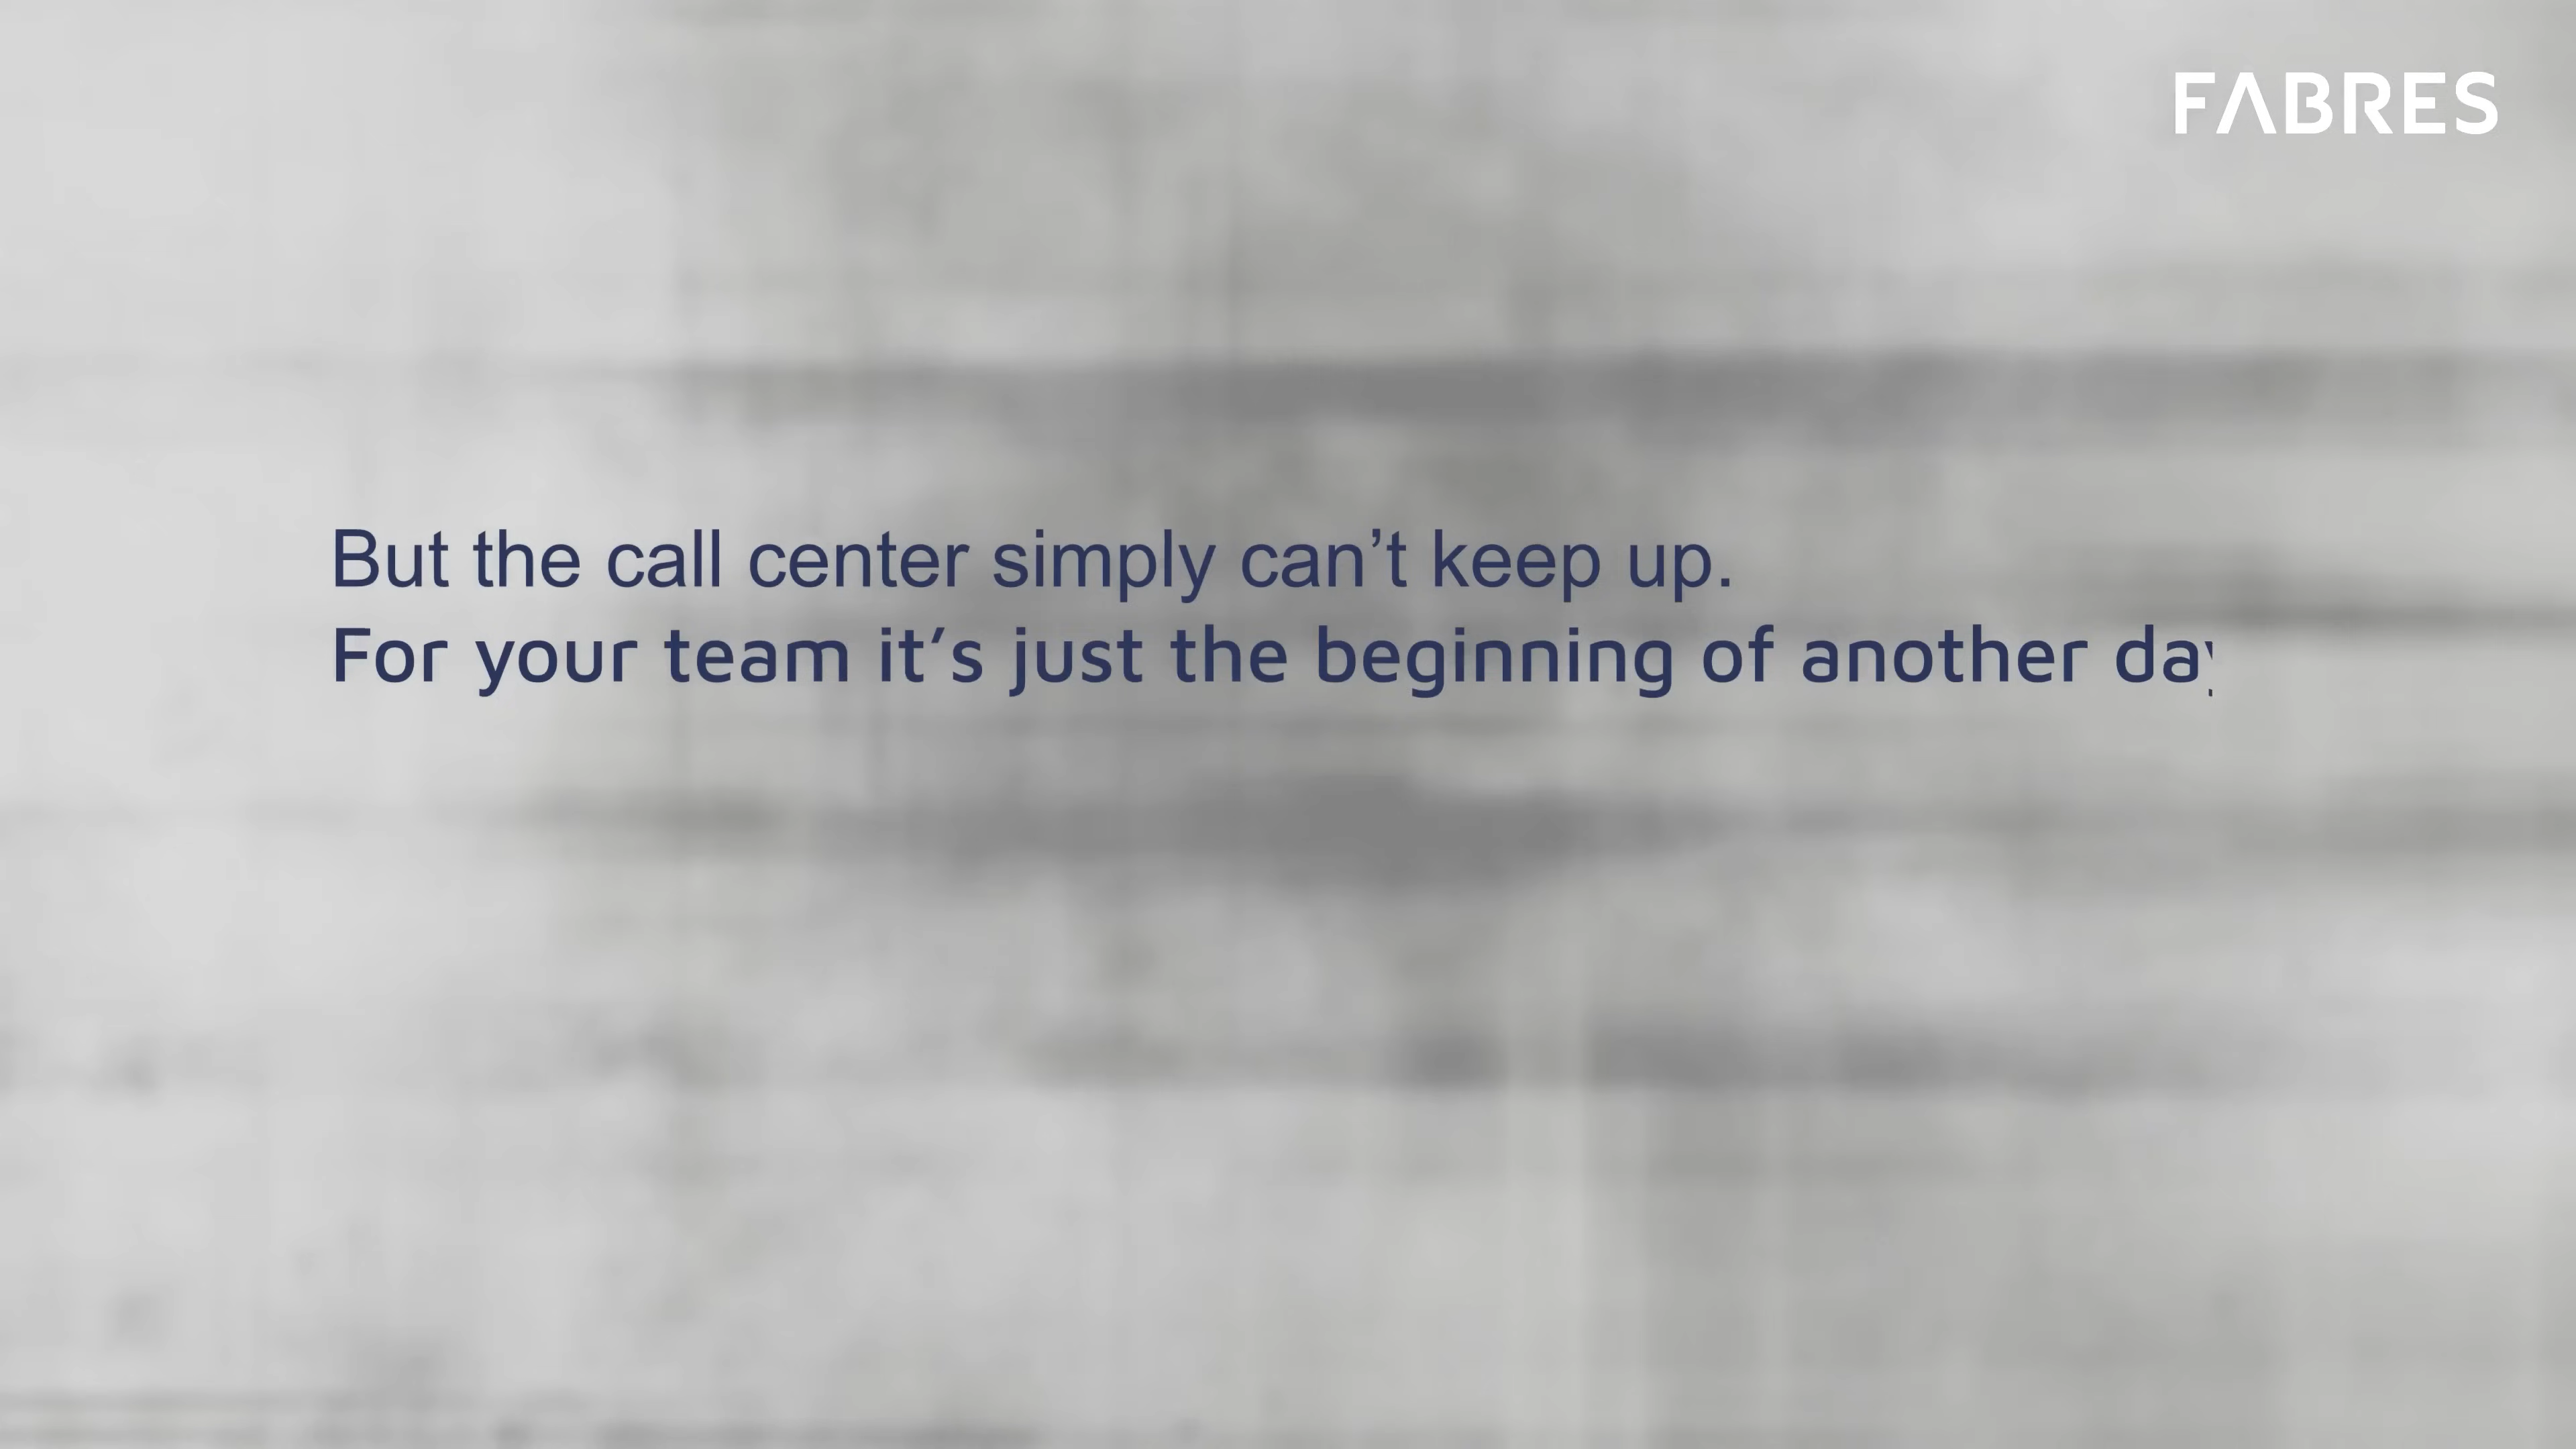 FABRES
But the call center simply can’t keep up.
For your team it’s just the beginning of another day